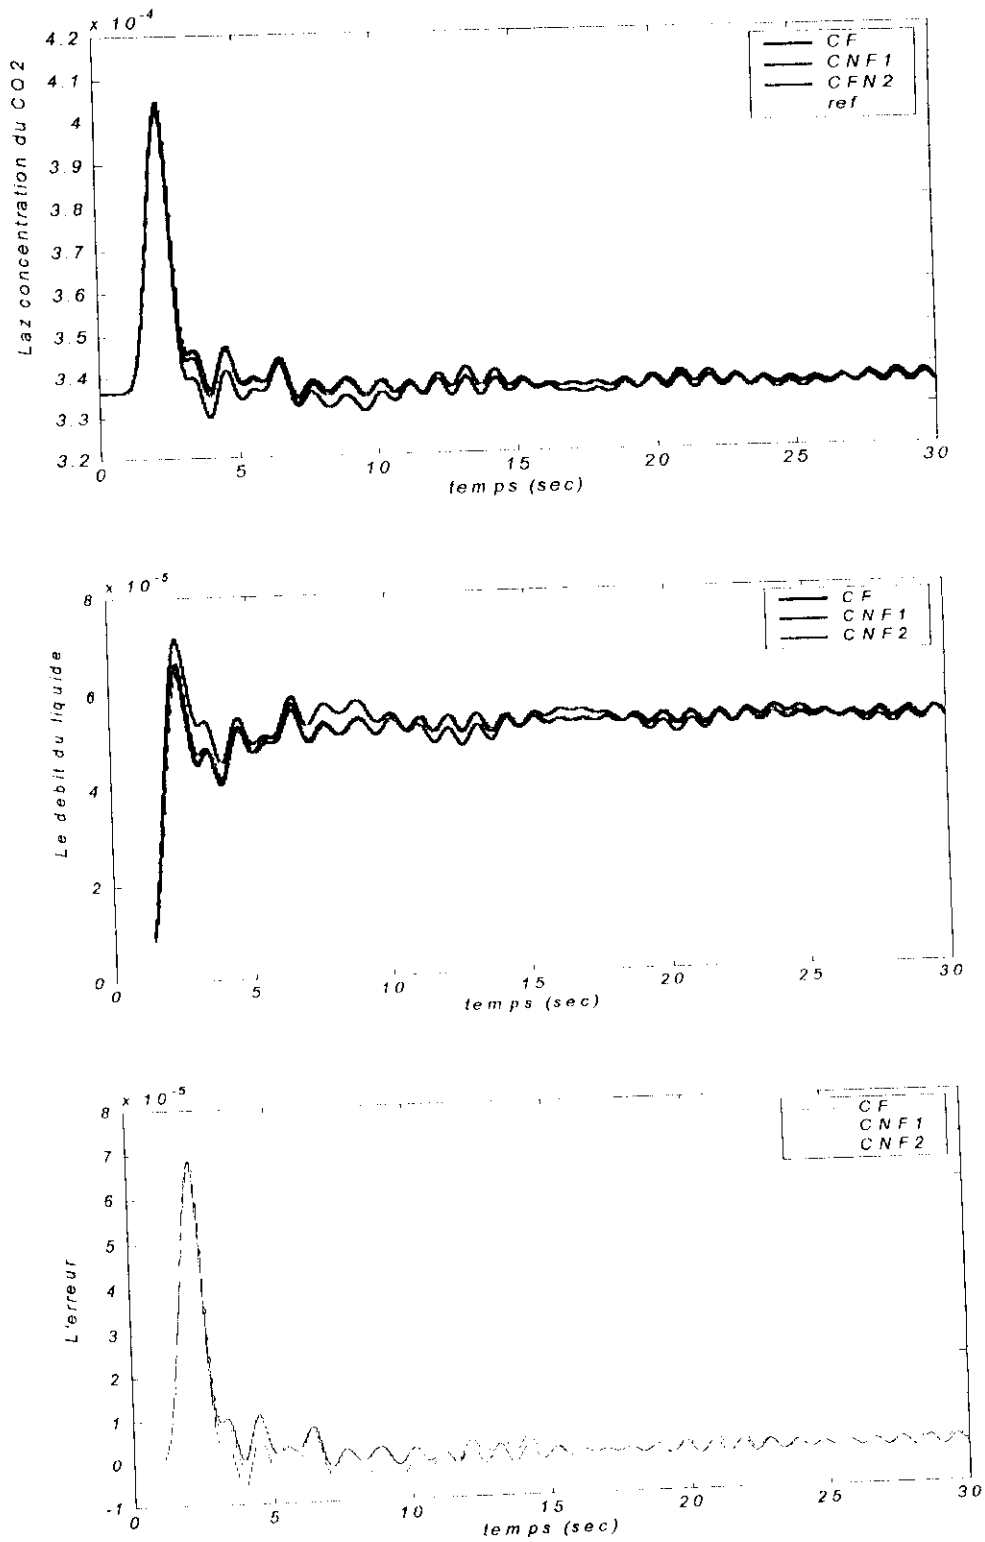 x 10-4
4.2
4.1
4
3.9
3.8
3.7
3.6
3.5
3.4
3.3
3.2
Laz concentration du CO2
CF
CNF1
CFN2
ref
0 5 10 15 20 25 30
temps (sec)
x 10-5
8
6
4
2
0
Le debit du liquide
CF
CNF1
CNF2
0 5 10 15 20 25 30
temps (sec)
x 10-5
8
7
6
5
4
3
2
1
0
-1
L'erreur
CF
CNF1
CNF2
0 5 10 15 20 25 30
temps (sec)